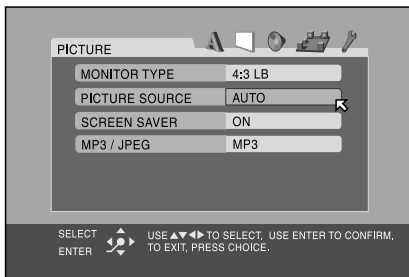 PICTURE
MONITOR TYPE 4:3 LB
PICTURE SOURCE AUTO
SCREEN SAVER ON
MP3 / JPEG MP3
SELECT
ENTER
USE ▲▼◀▶ TO SELECT, USE ENTER TO CONFIRM,
TO EXIT, PRESS CHOICE.